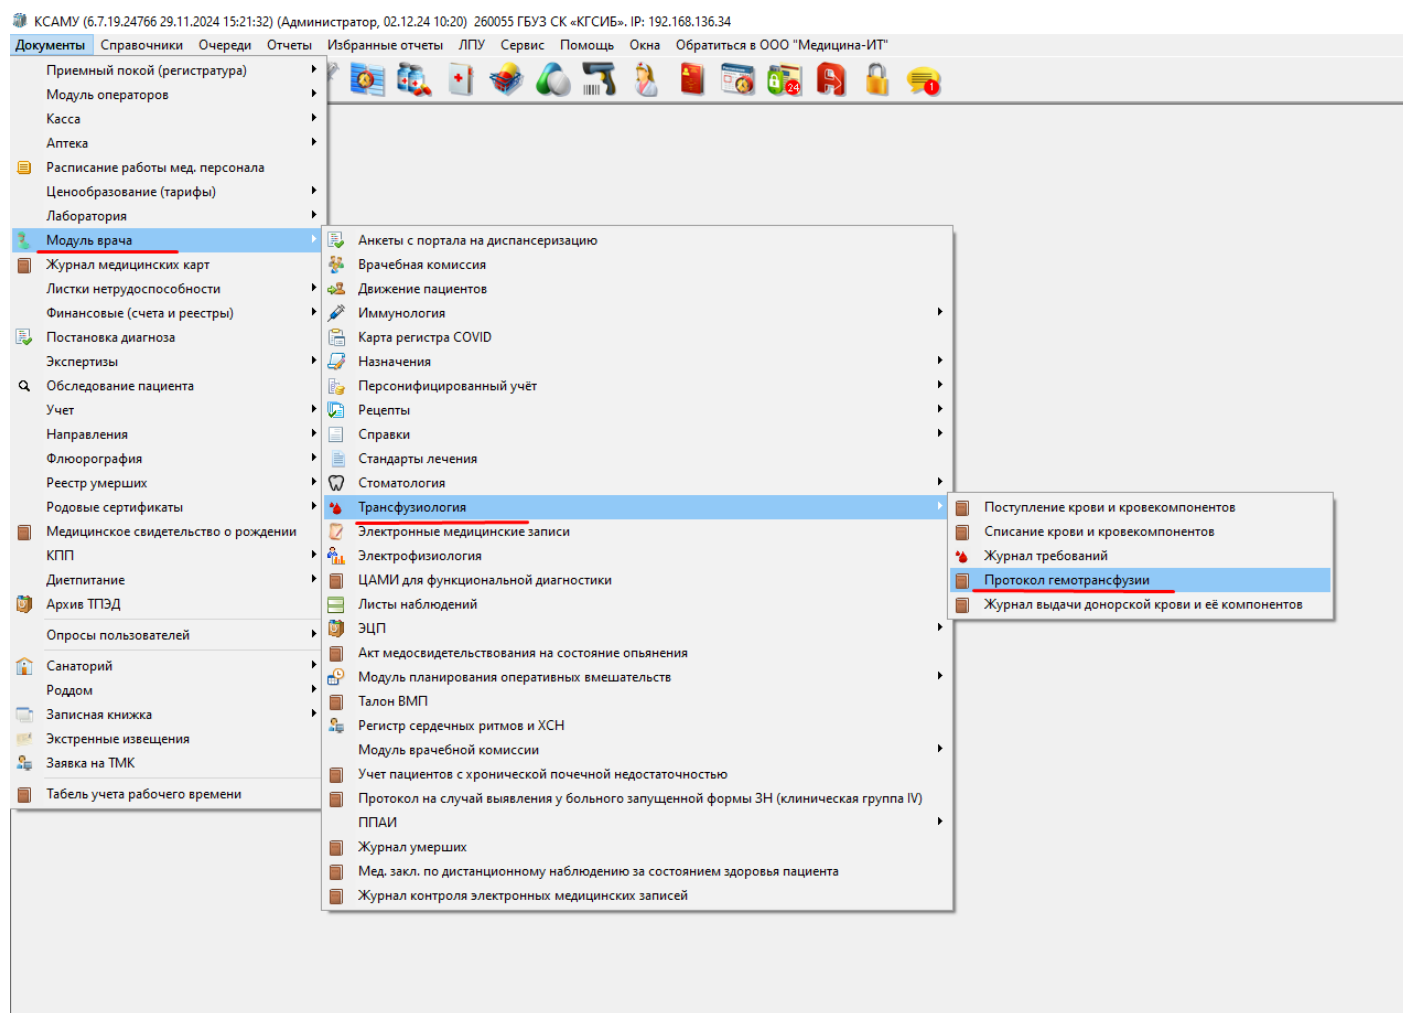 КСАМУ (6.7.19.24766 29.11.2024 15:21:32) (Администратор, 02.12.24 10:20) 260055 ГБУЗ СК «КГСИБ». IP: 192.168.136.34
Документы Справочники Очереди Отчеты Избранные отчеты ЛПУ Сервис Помощь Окна Обратиться в ООО "Медицина-ИТ"
24
1
Приемный покой (регистратура)
Модуль операторов
Касса
Аптека
Расписание работы мед. персонала
Ценообразование (тарифы)
Лаборатория
Модуль врача
Журнал медицинских карт
Листки нетрудоспособности
Финансовые (счета и реестры)
Постановка диагноза
Экспертизы
Обследование пациента
Учет
Направления
Флюорография
Реестр умерших
Родовые сертификаты
Медицинское свидетельство о рождении
КПП
Диетпитание
Архив ТПЭД
Опросы пользователей
Санаторий
Роддом
Записная книжка
Экстренные извещения
Заявка на ТМК
Табель учета рабочего времени
Анкеты с портала на диспансеризацию
Врачебная комиссия
Движение пациентов
Иммунология
Карта регистра COVID
Назначения
Персонифицированный учёт
Рецепты
Справки
Стандарты лечения
Стоматология
Трансфузиология
Электронные медицинские записи
Электрофизиология
ЦАМИ для функциональной диагностики
Листы наблюдений
ЭЦП
Акт медосвидетельствования на состояние опьянения
Модуль планирования оперативных вмешательств
Талон ВМП
Регистр сердечных ритмов и ХСН
Модуль врачебной комиссии
Учет пациентов с хронической почечной недостаточностью
Протокол на случай выявления у больного запущенной формы ЗН (клиническая группа IV)
ППАИ
Журнал умерших
Мед. закл. по дистанционному наблюдению за состоянием здоровья пациента
Журнал контроля электронных медицинских записей
Поступление крови и кровекомпонентов
Списание крови и кровекомпонентов
Журнал требований
Протокол гемотрансфузии
Журнал выдачи донорской крови и её компонентов